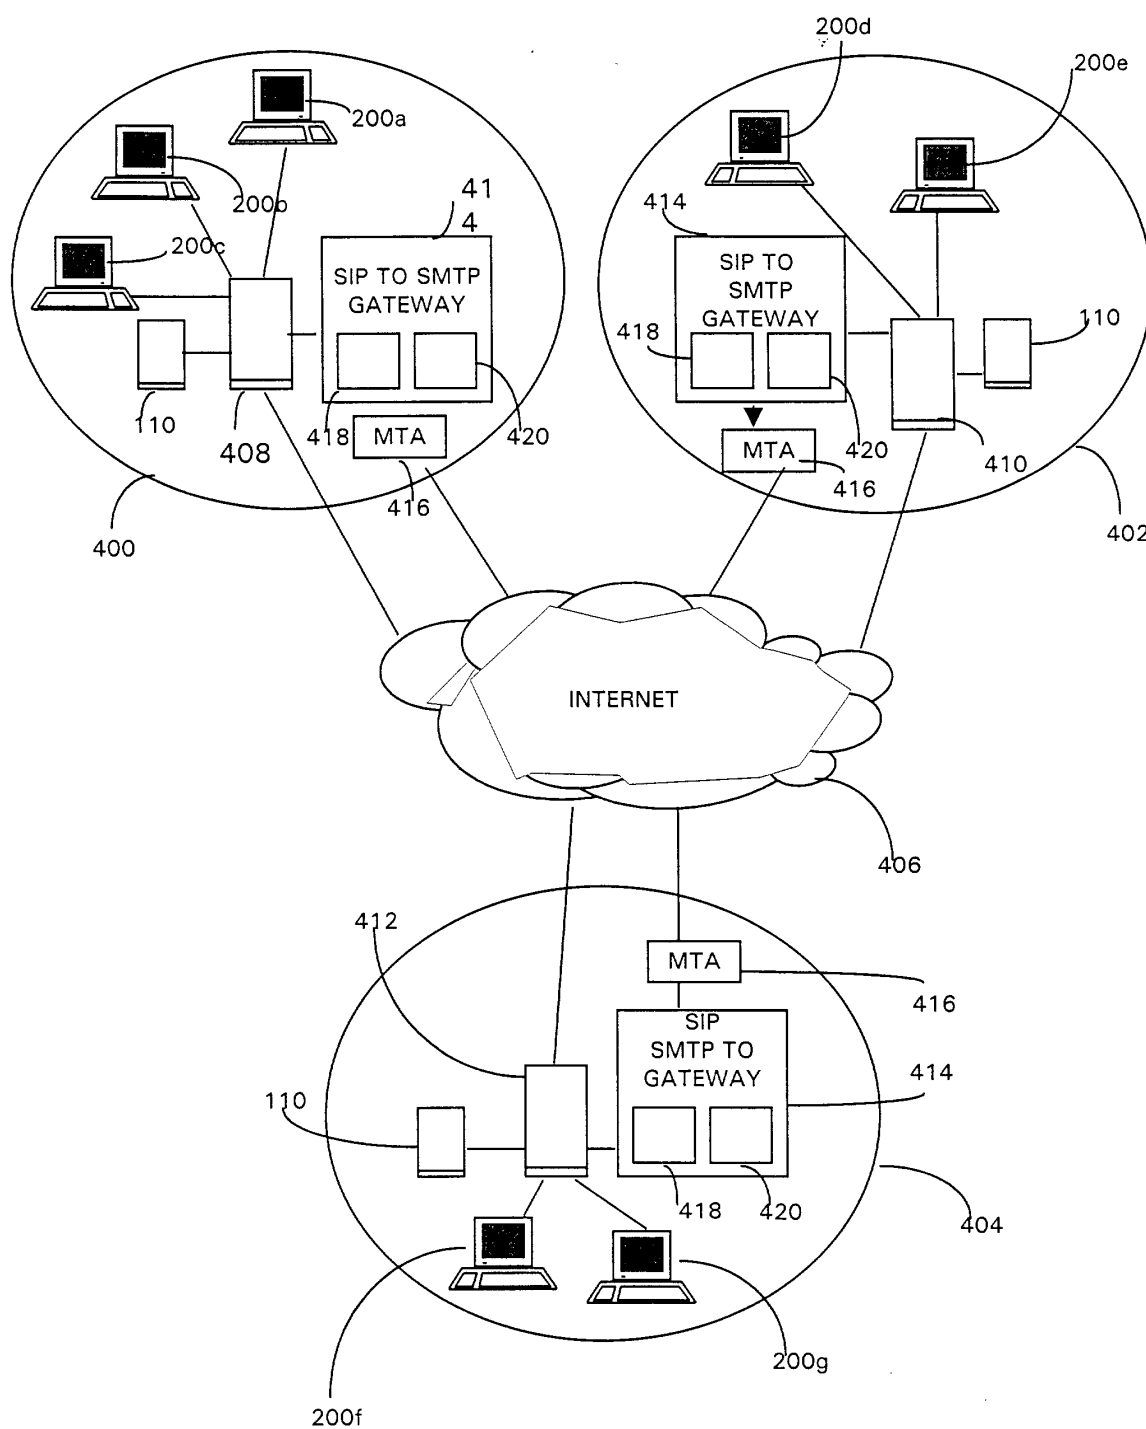 200d
200e
200a
200b
200c
41
4
SIP TO SMTP
GATEWAY
414
SIP TO
SMTP
GATEWAY
418
110
110
408
418
MTA
420
416
400
MTA
420
416
410
402
INTERNET
406
412
MTA
416
SIP
SMTP TO
GATEWAY
414
110
418
420
404
200g
200f